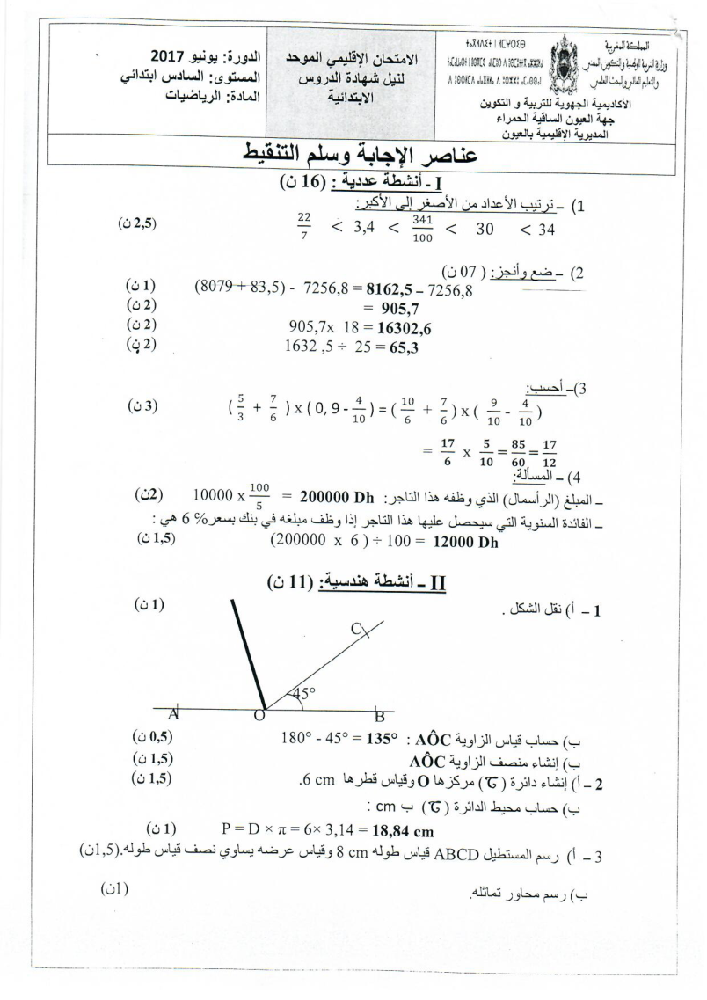 المملكة المغربية
وزارة التربية الوطنية والتكوين المهني
والتعليم العالي والبحث العلمي
الأكاديمية الجهوية للتربية و التكوين
جهة العيون الساقية الحمراء
المديرية الإقليمية بالعيون
الامتحان الإقليمي الموحد
لنيل شهادة الدروس
الابتدائية
الدورة: يونيو 2017
المستوى: السادس ابتدائي
المادة: الرياضيات
عناصر الإجابة وسلم التنقيط
I - أنشطة عددية : (16 ن)
1) – ترتيب الأعداد من الأصغر إلى الأكبر:
22/7 < 3,4 < 341/100 < 30 < 34 (2,5 ن)
2) – ضع وأنجز: ( 07 ن)
(8079 + 83,5) - 7256,8 = 8162,5 – 7256,8 (1 ن)
= 905,7 (2 ن)
905,7x 18 = 16302,6 (2 ن)
1632 ,5 ÷ 25 = 65,3 (2 ن)
3)– أحسب:
( 5/3 + 7/6 ) x ( 0, 9 - 4/10 ) = ( 10/6 + 7/6 ) x ( 9/10 - 4/10 ) (3 ن)
= 17/6 x 5/10 = 85/60 = 17/12
4) – المسألة:
– المبلغ (الرأسمال) الذي وظفه هذا التاجر: 10000 x 100/5 = 200000 Dh (2ن)
– الفائدة السنوية التي سيحصل عليها هذا التاجر إذا وظف مبلغه في بنك بسعر% 6 هي :
(200000 x 6 ) ÷ 100 = 12000 Dh (1,5 ن)
II – أنشطة هندسية: (11 ن)
1 – أ) نقل الشكل . (1 ن)
C
45°
A O B
ب) حساب قياس الزاوية AÔC : 180° - 45° = 135° (0,5 ن)
ب) إنشاء منصف الزاوية AÔC (1,5 ن)
2 – أ) إنشاء دائرة (ح) مركزها O وقياس قطرها 6 cm. (1,5 ن)
ب) حساب محيط الدائرة (ح) ب cm :
P = D × π = 6× 3,14 = 18,84 cm (1 ن)
3 – أ) رسم المستطيل ABCD قياس طوله 8 cm وقياس عرضه يساوي نصف قياس طوله.(1,5ن)
ب) رسم محاور تماثله. (1ن)